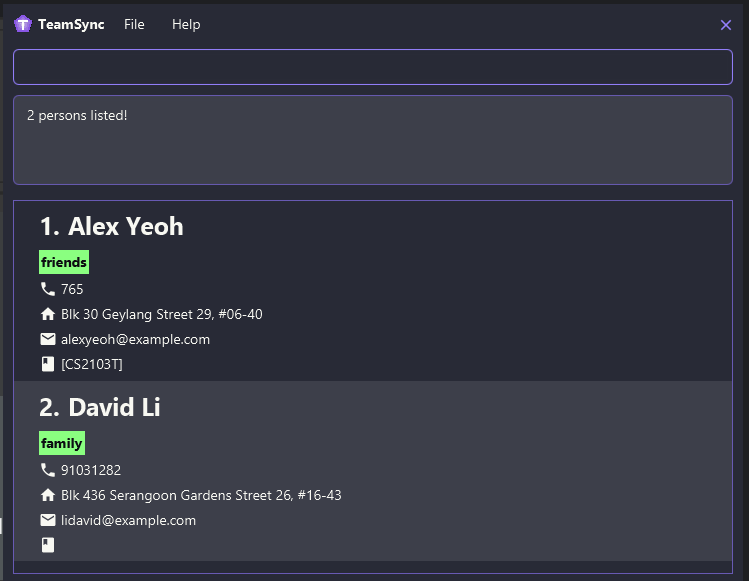 TeamSync File Help
2 persons listed!
1. Alex Yeoh
friends
765
Blk 30 Geylang Street 29, #06-40
alexyeoh@example.com
[CS2103T]
2. David Li
family
91031282
Blk 436 Serangoon Gardens Street 26, #16-43
lidavid@example.com